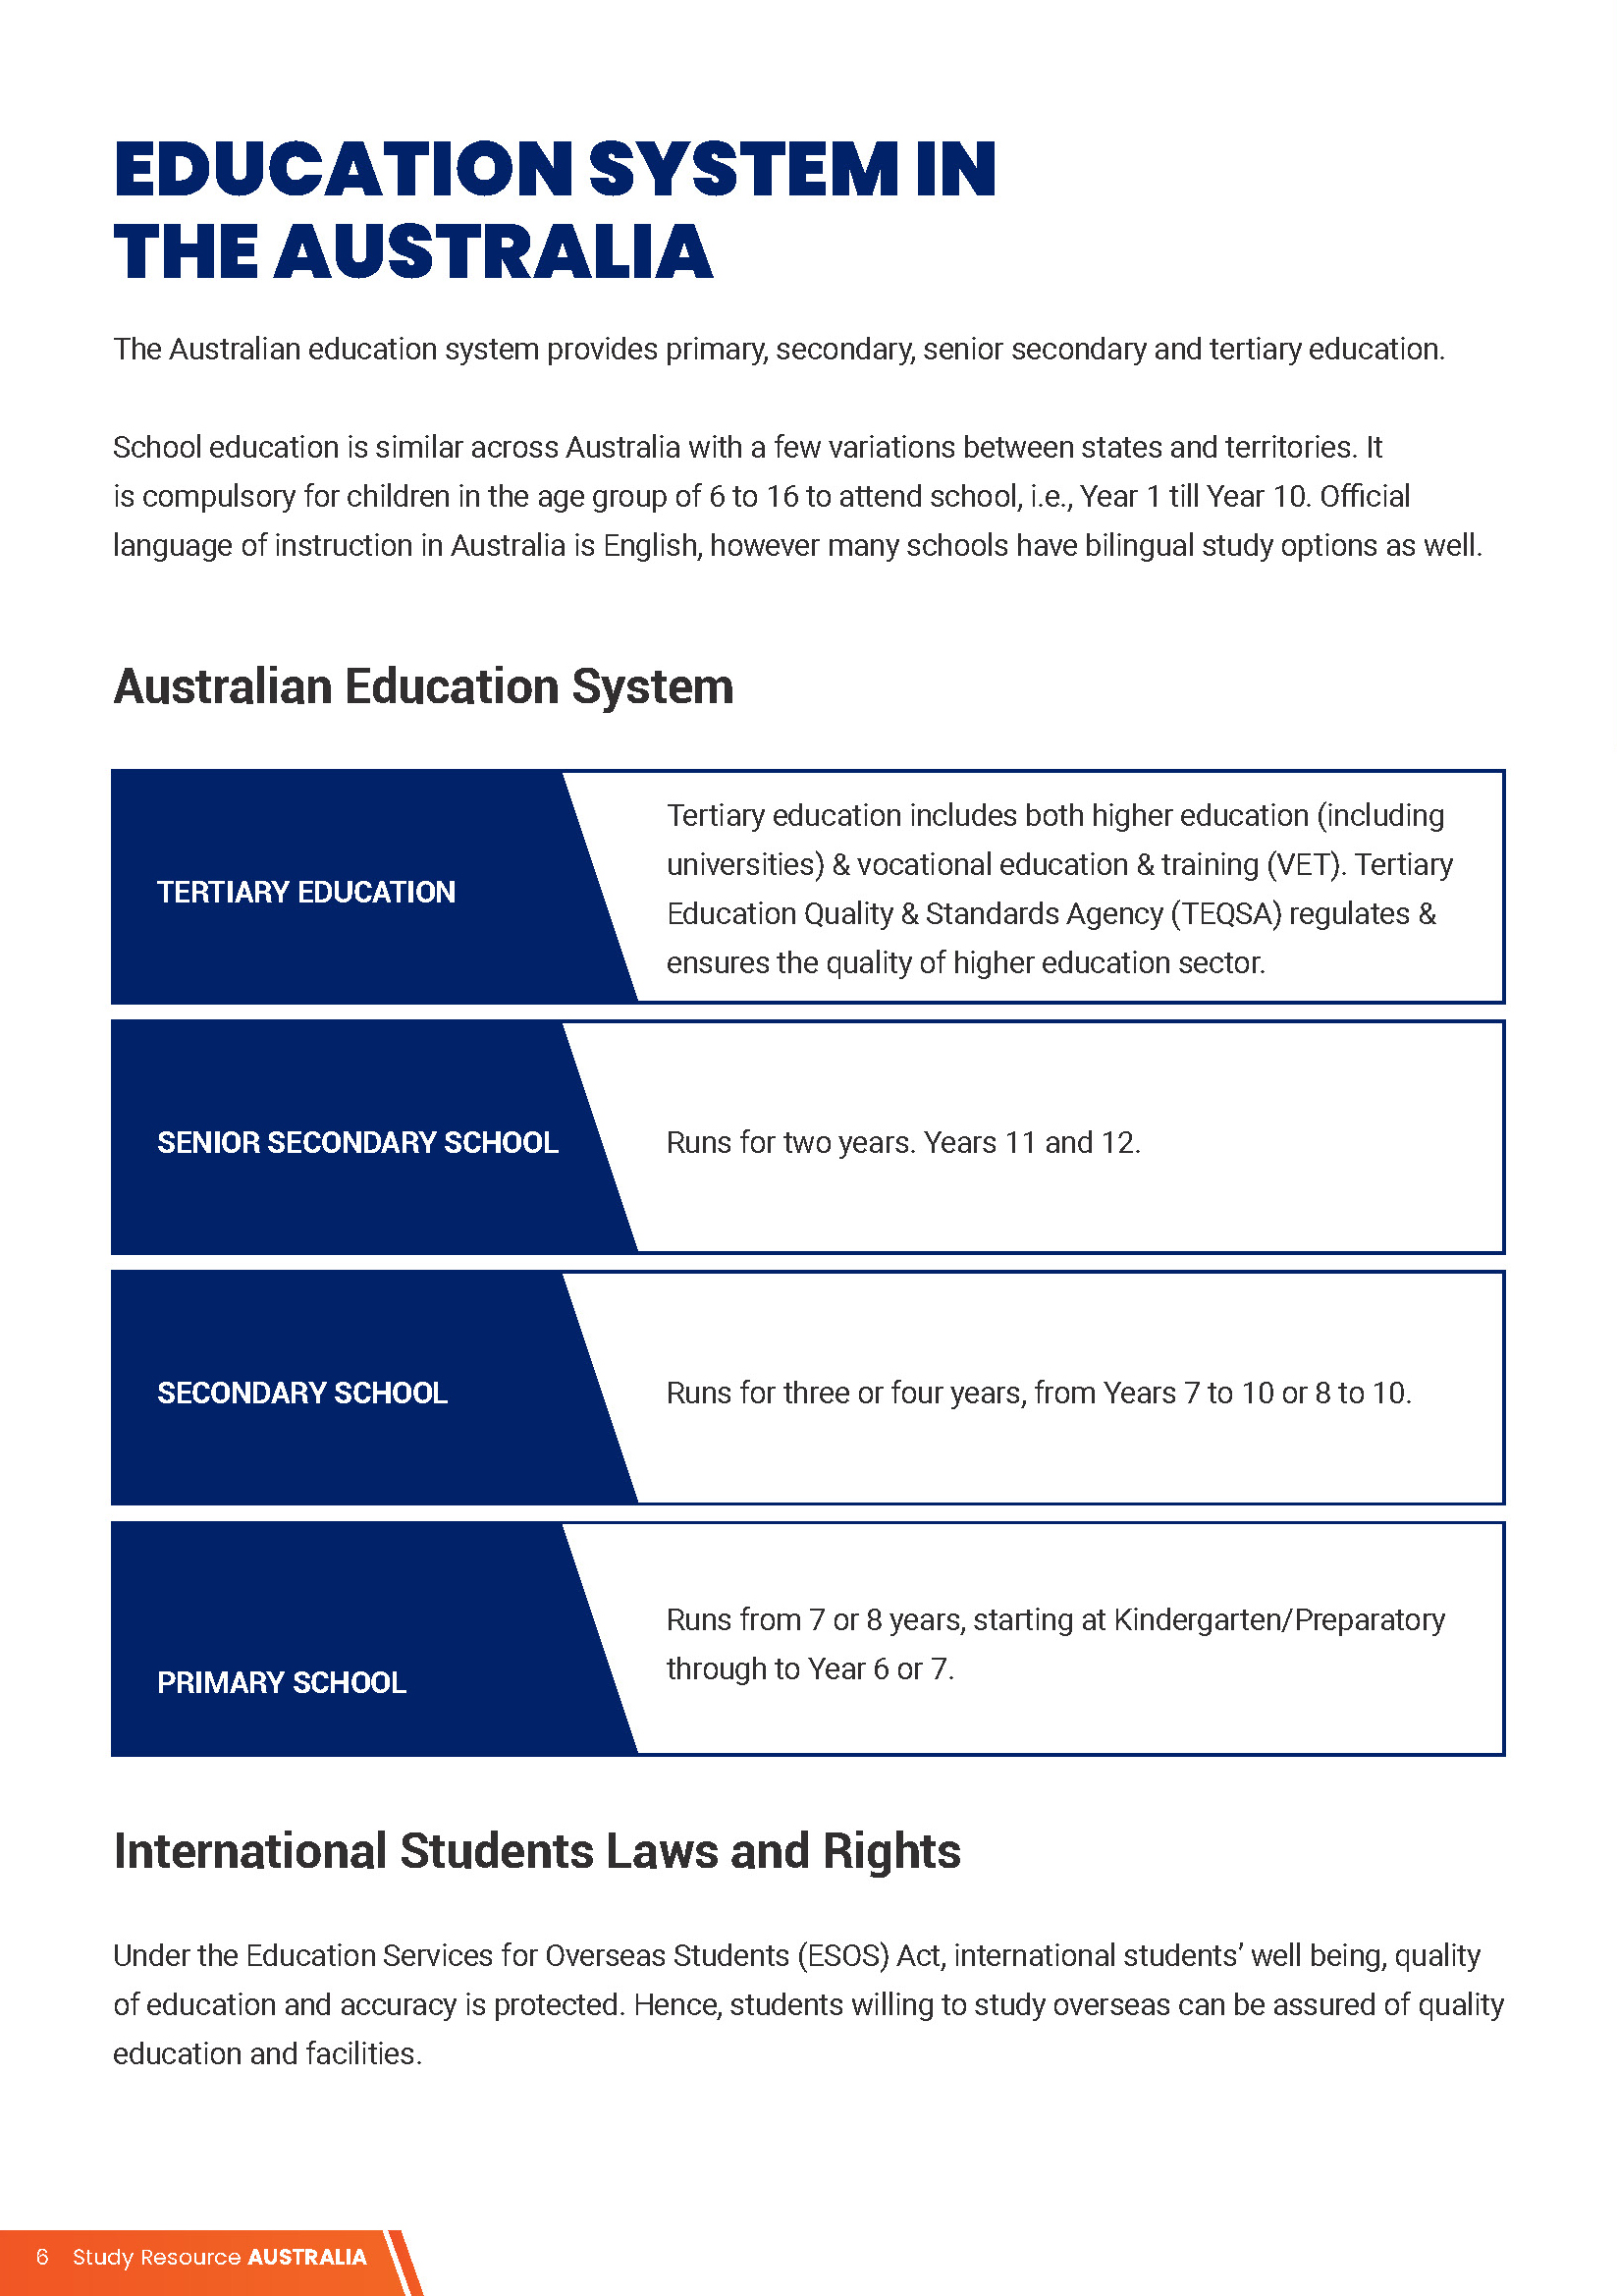 EDUCATION SYSTEM IN
THE AUSTRALIA
The Australian education system provides primary, secondary, senior secondary and tertiary education.
School education is similar across Australia with a few variations between states and territories. It
is compulsory for children in the age group of 6 to 16 to attend school, i.e., Year 1 till Year 10. Official
language of instruction in Australia is English, however many schools have bilingual study options as well.
Australian Education System
TERTIARY EDUCATION
Tertiary education includes both higher education (including
universities) & vocational education & training (VET). Tertiary
Education Quality & Standards Agency (TEQSA) regulates &
ensures the quality of higher education sector.
SENIOR SECONDARY SCHOOL
Runs for two years. Years 11 and 12.
SECONDARY SCHOOL
Runs for three or four years, from Years 7 to 10 or 8 to 10.
PRIMARY SCHOOL
Runs from 7 or 8 years, starting at Kindergarten/Preparatory
through to Year 6 or 7.
International Students Laws and Rights
Under the Education Services for Overseas Students (ESOS) Act, international students’ well being, quality
of education and accuracy is protected. Hence, students willing to study overseas can be assured of quality
education and facilities.
6 Study Resource AUSTRALIA